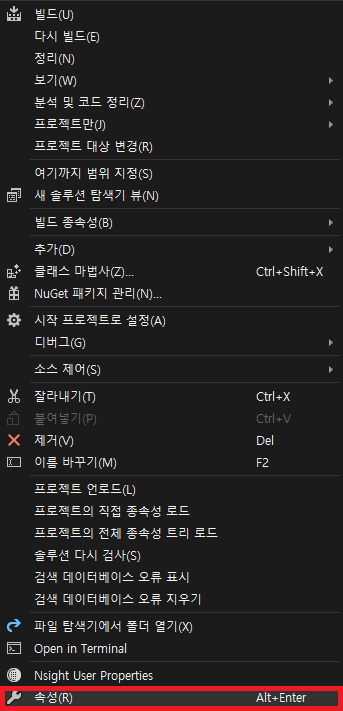 빌드(U)
다시 빌드(E)
정리(N)
보기(W)
분석 및 코드 정리(Z)
프로젝트만(J)
프로젝트 대상 변경(R)
여기까지 범위 지정(S)
새 솔루션 탐색기 뷰(N)
빌드 종속성(B)
추가(D)
클래스 마법사(Z)... Ctrl+Shift+X
NuGet 패키지 관리(N)...
시작 프로젝트로 설정(A)
디버그(G)
소스 제어(S)
잘라내기(T) Ctrl+X
붙여넣기(P) Ctrl+V
제거(V) Del
이름 바꾸기(M) F2
프로젝트 언로드(L)
프로젝트의 직접 종속성 로드
프로젝트의 전체 종속성 트리 로드
솔루션 다시 검사(S)
검색 데이터베이스 오류 표시
검색 데이터베이스 오류 지우기
파일 탐색기에서 폴더 열기(X)
Open in Terminal
Nsight User Properties
속성(R) Alt+Enter